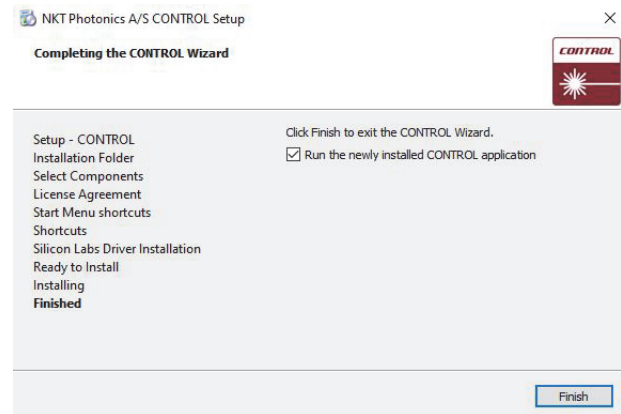 NKT Photonics A/S CONTROL Setup
Completing the CONTROL Wizard
CONTROL
Setup - CONTROL
Installation Folder
Select Components
License Agreement
Start Menu shortcuts
Shortcuts
Silicon Labs Driver Installation
Ready to Install
Installing
Finished
Click Finish to exit the CONTROL Wizard.
Run the newly installed CONTROL application
Finish